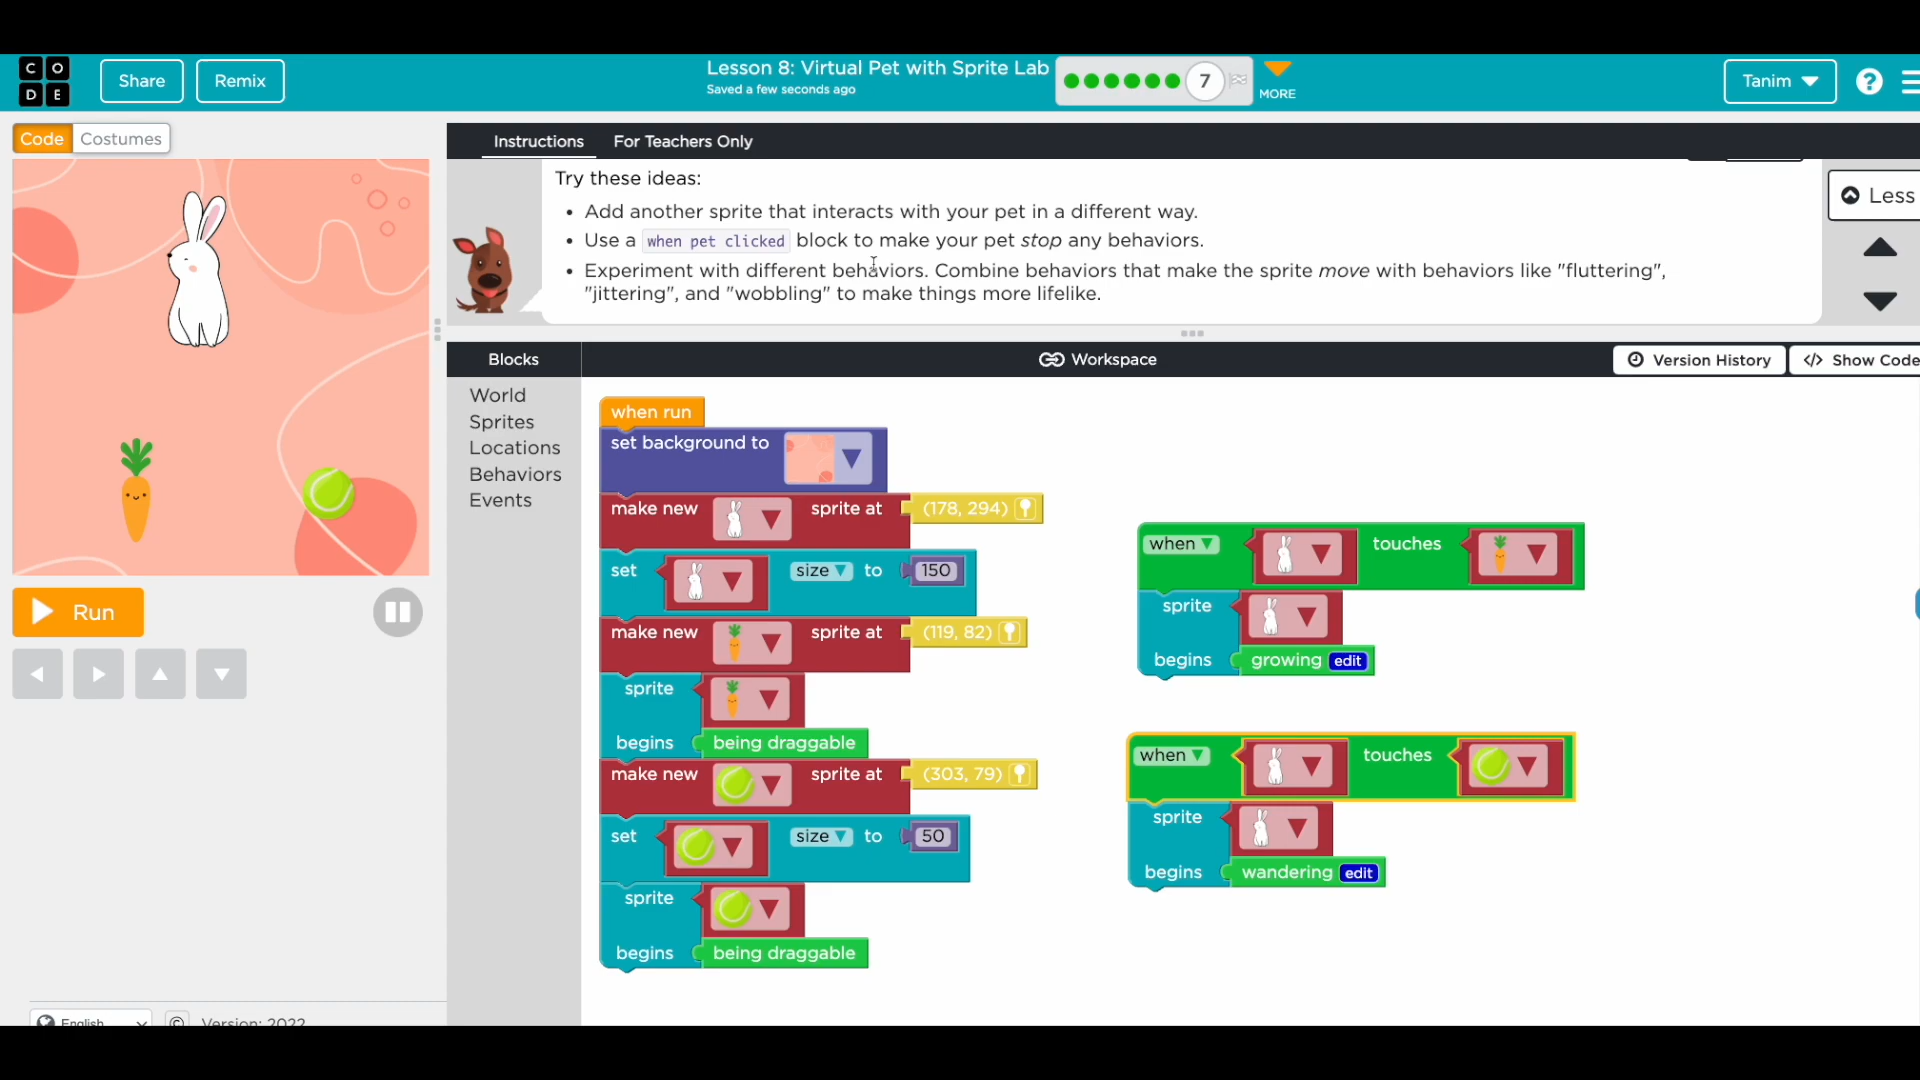 C O
D E
Share
Remix
Lesson 8: Virtual Pet with Sprite Lab
Saved a few seconds ago
7
MORE
Tanim
?
Code
Costumes
Instructions
For Teachers Only
Try these ideas:
• Add another sprite that interacts with your pet in a different way.
• Use a when pet clicked block to make your pet stop any behaviors.
• Experiment with different behaviors. Combine behaviors that make the sprite move with behaviors like "fluttering",
"jittering", and "wobbling" to make things more lifelike.
Less
Blocks
Workspace
Version History
</> Show Code
World
Sprites
Locations
Behaviors
Events
Run
when run
set background to
make new sprite at (178, 294)
set size to 150
make new sprite at (119, 82)
sprite
begins being draggable
make new sprite at (303, 79)
set size to 50
sprite
begins being draggable
when touches
sprite
begins growing edit
when touches
sprite
begins wandering edit
English
©
Version: 2022